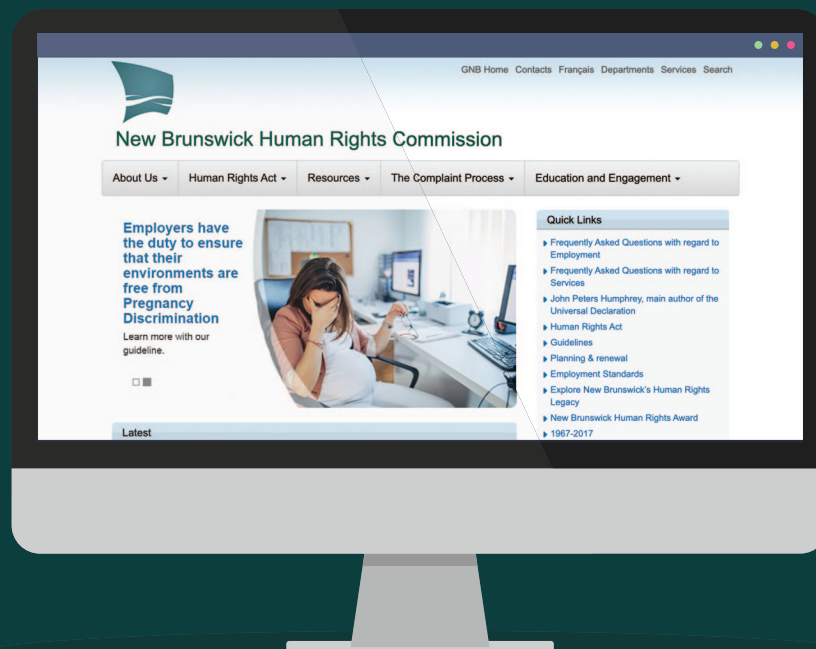 GNB Home Contacts Français Departments Services Search
New Brunswick Human Rights Commission
About Us Human Rights Act Resources The Complaint Process Education and Engagement
Employers have
the duty to ensure
that their
environments are
free from
Pregnancy
Discrimination
Learn more with our
guideline.
Latest
Quick Links
Frequently Asked Questions with regard to
Employment
Frequently Asked Questions with regard to
Services
John Peters Humphrey, main author of the
Universal Declaration
Human Rights Act
Guidelines
Planning & renewal
Employment Standards
Explore New Brunswick's Human Rights
Legacy
New Brunswick Human Rights Award
1967-2017